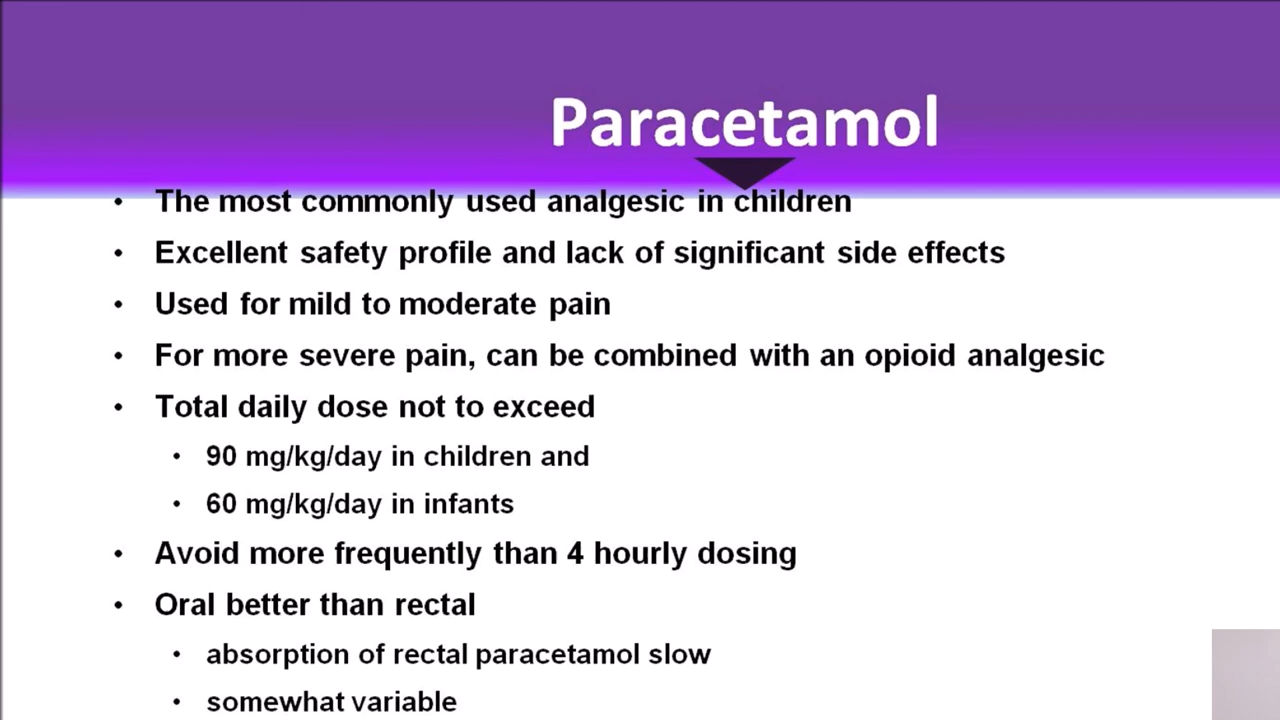 Paracetamol
• The most commonly used analgesic in children
• Excellent safety profile and lack of significant side effects
• Used for mild to moderate pain
• For more severe pain, can be combined with an opioid analgesic
• Total daily dose not to exceed
• 90 mg/kg/day in children and
• 60 mg/kg/day in infants
• Avoid more frequently than 4 hourly dosing
• Oral better than rectal
• absorption of rectal paracetamol slow
• somewhat variable